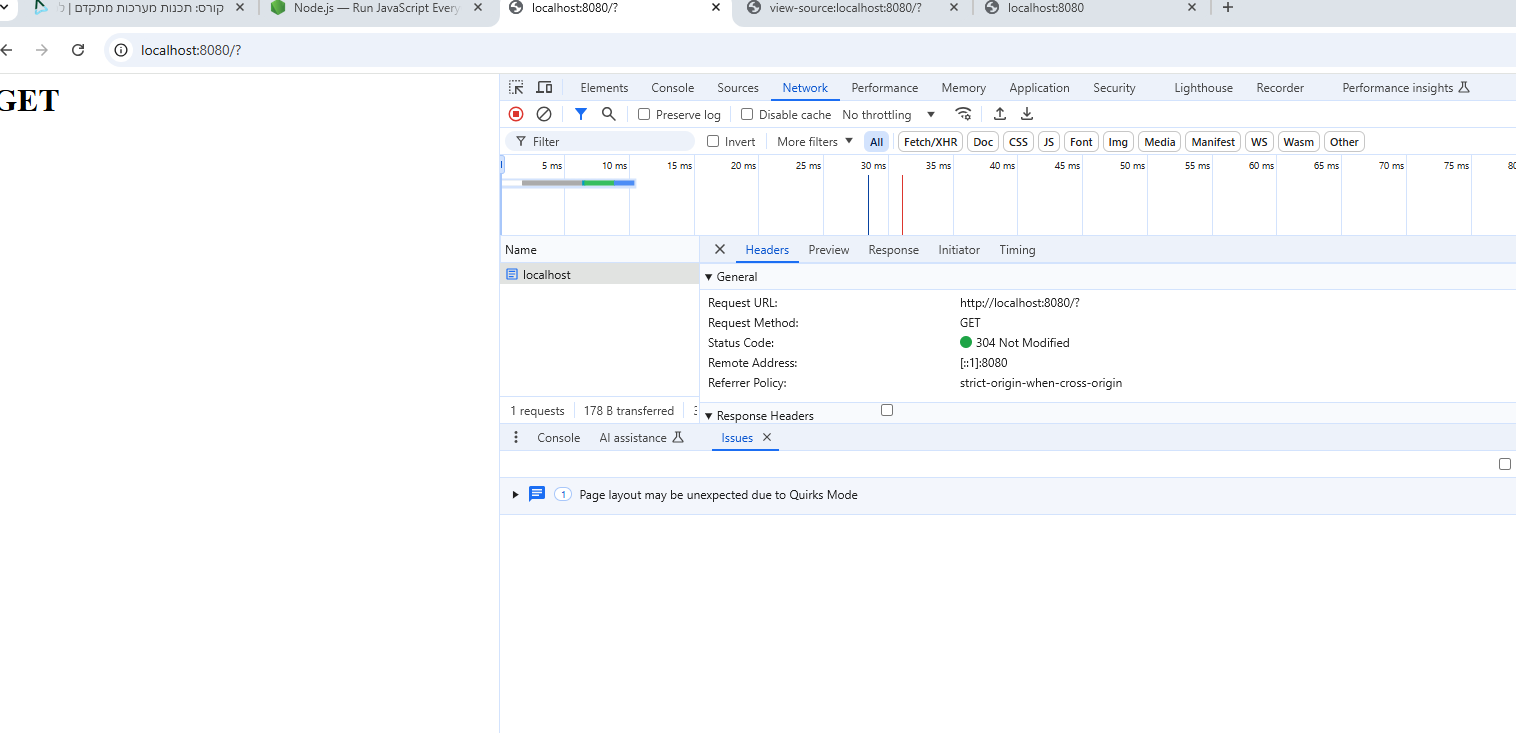 קורס: תכנות מערכות מתקדם | ל Node.js — Run JavaScript Every localhost:8080/? view-source:localhost:8080/? localhost:8080
localhost:8080/?
GET
Elements Console Sources Network Performance Memory Application Security Lighthouse Recorder Performance insights
Preserve log Disable cache No throttling
Filter Invert More filters All Fetch/XHR Doc CSS JS Font Img Media Manifest WS Wasm Other
5 ms 10 ms 15 ms 20 ms 25 ms 30 ms 35 ms 40 ms 45 ms 50 ms 55 ms 60 ms 65 ms 70 ms 75 ms 80
Name Headers Preview Response Initiator Timing
localhost General
Request URL: http://localhost:8080/?
Request Method: GET
Status Code: 304 Not Modified
Remote Address: [::1]:8080
Referrer Policy: strict-origin-when-cross-origin
1 requests 178 B transferred Response Headers
Console AI assistance Issues
1 Page layout may be unexpected due to Quirks Mode